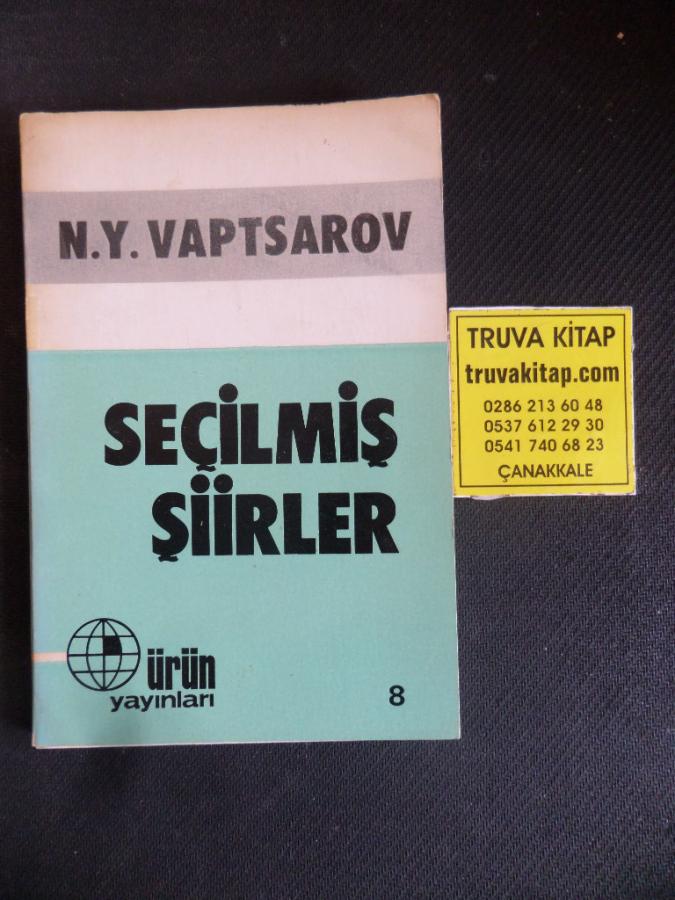 N.Y. VAPTSAROV
SEÇİLMİŞ
ŞİİRLER
ürün
yayınları
8
TRUVA KİTAP
truvakitap.com
0286 213 60 48
0537 612 29 30
0541 740 68 23
ÇANAKKALE